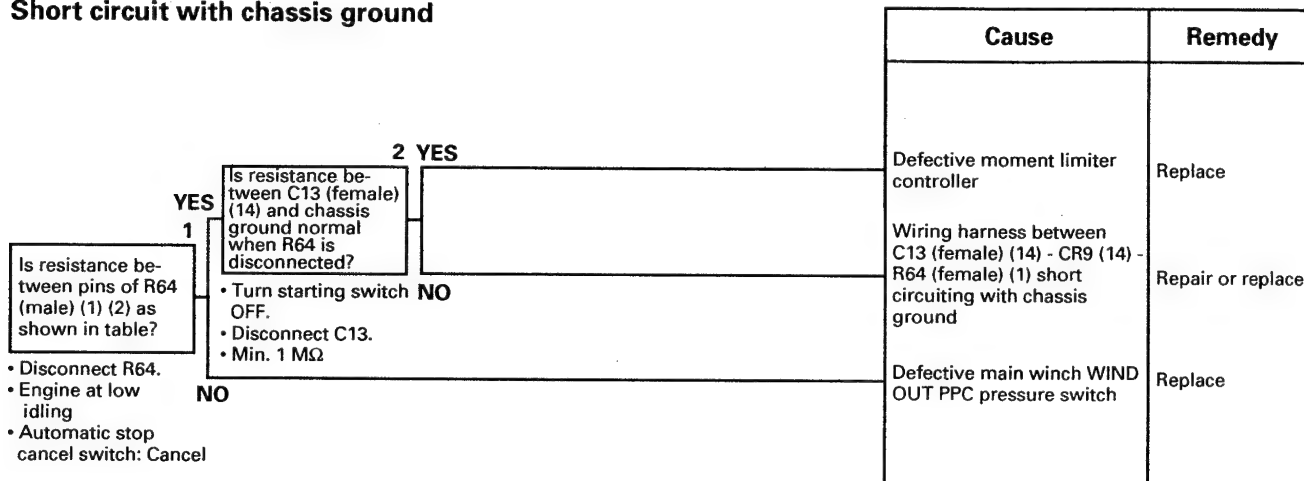 Short circuit with chassis ground
Cause
Remedy
2 YES
Is resistance be-
tween C13 (female)
(14) and chassis
ground normal
when R64 is
disconnected?
YES
1
Is resistance be-
tween pins of R64
(male) (1) (2) as
shown in table?
• Turn starting switch
OFF.
• Disconnect C13.
• Min. 1 MΩ
NO
• Disconnect R64.
• Engine at low
idling
• Automatic stop
cancel switch: Cancel
NO
Defective moment limiter
controller
Replace
Wiring harness between
C13 (female) (14) - CR9 (14) -
R64 (female) (1) short
circuiting with chassis
ground
Repair or replace
Defective main winch WIND
OUT PPC pressure switch
Replace